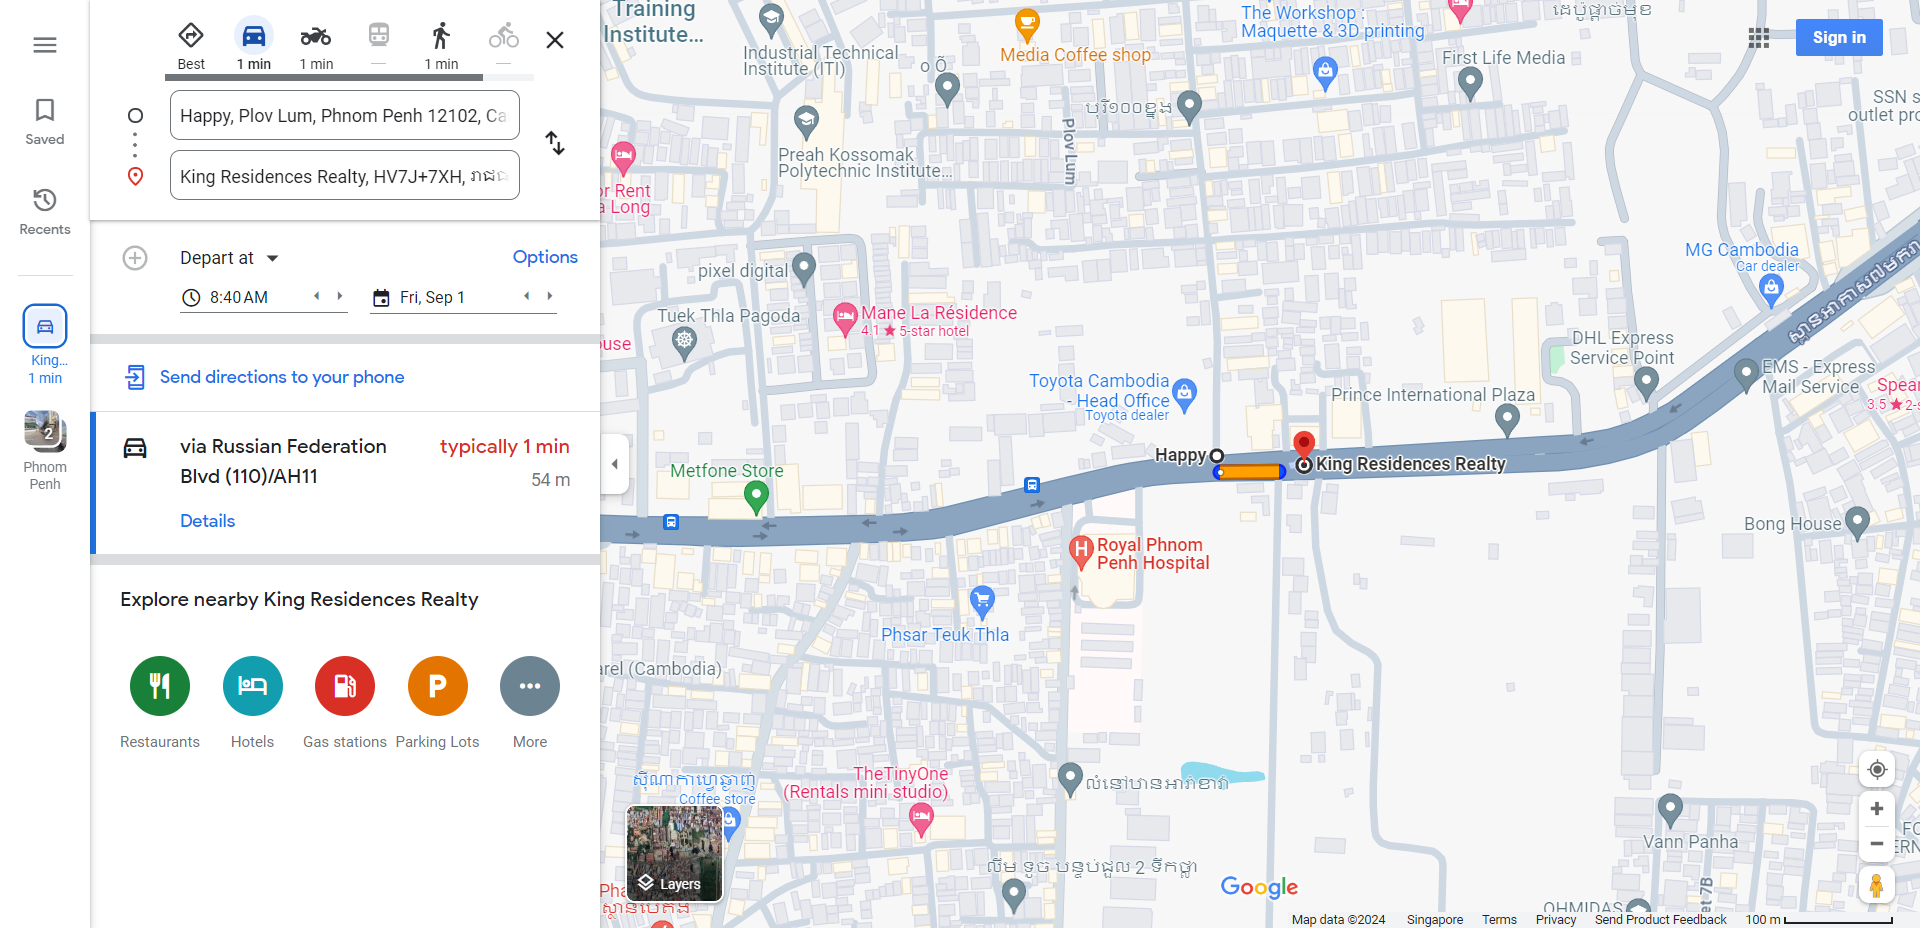 Best
1 min
1 min
—
1 min
—
Happy, Plov Lum, Phnom Penh 12102, Ca
King Residences Realty, HV7J+7XH, រាជធ
Saved
Recents
King...
1 min
2
Phnom
Penh
Depart at
Options
8:40 AM
Fri, Sep 1
Send directions to your phone
via Russian Federation
Blvd (110)/AH11
typically 1 min
54 m
Details
Explore nearby King Residences Realty
Restaurants
Hotels
Gas stations
Parking Lots
More
Sign in
Training
Institute...
Industrial Technical
Institute (ITI)
Media Coffee shop
The Workshop :
Maquette & 3D printing
First Life Media
SSN s
outlet pro
Preah Kossomak
Polytechnic Institute...
Plov Lum
or Rent
a Long
pixel digital
Tuek Thla Pagoda
Mane La Résidence
4.1 ★ 5-star hotel
use
MG Cambodia
Car dealer
DHL Express
Service Point
EMS - Express
Mail Service
Spear
3.5 ★ 2-s
Toyota Cambodia
- Head Office
Toyota dealer
Prince International Plaza
Happy
King Residences Realty
Metfone Store
Royal Phnom
Penh Hospital
H
Bong House
Phsar Teuk Thla
arel (Cambodia)
TheTinyOne
(Rentals mini studio)
Coffee store
Layers
Vann Panha
Google
OHMIDAS
et 7B
Map data ©2024
Singapore
Terms
Privacy
Send Product Feedback
100 m